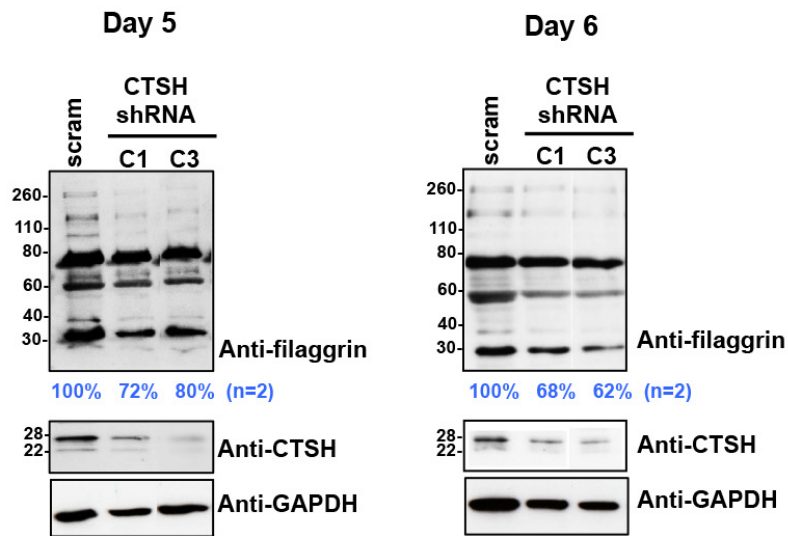 Day 5
scram
CTSH
shRNA
C1 C3
260-
110-
80-
60-
40-
30-
Anti-filaggrin
100% 72% 80% (n=2)
28-
22-
Anti-CTSH
Anti-GAPDH
Day 6
scram
CTSH
shRNA
C1 C3
260-
110-
80-
60-
40-
30-
Anti-filaggrin
100% 68% 62% (n=2)
28-
22-
Anti-CTSH
Anti-GAPDH